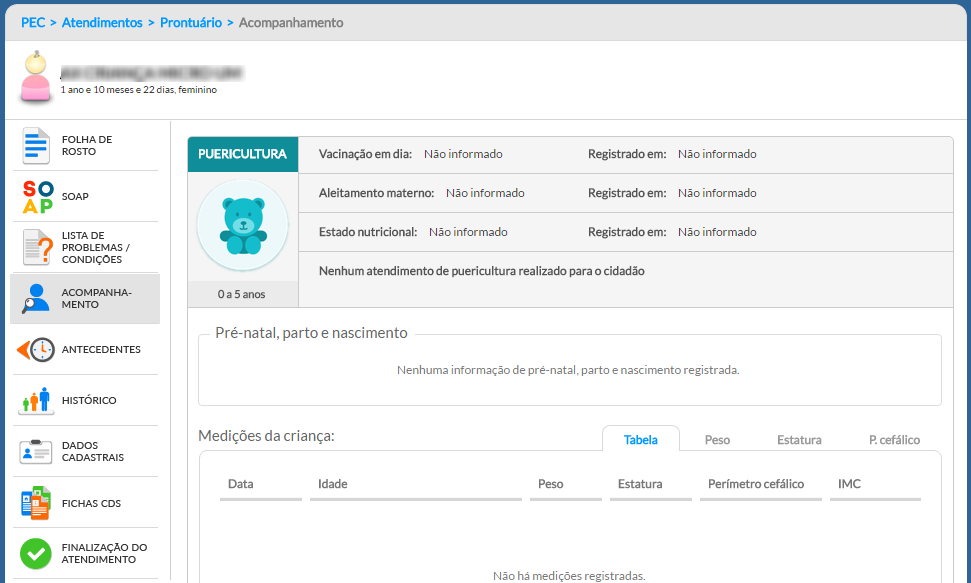 PEC > Atendimentos > Prontuário > Acompanhamento
1 ano e 10 meses e 22 dias, feminino
FOLHA DE
ROSTO
SOAP
SOAP
LISTA DE
PROBLEMAS /
CONDIÇÕES
ACOMPANHA-
MENTO
ANTECEDENTES
HISTÓRICO
DADOS
CADASTRAIS
FICHAS CDS
FINALIZAÇÃO DO
ATENDIMENTO
PUERICULTURA
0 a 5 anos
Vacinação em dia: Não informado Registrado em: Não informado
Aleitamento materno: Não informado Registrado em: Não informado
Estado nutricional: Não informado Registrado em: Não informado
Nenhum atendimento de puericultura realizado para o cidadão
Pré-natal, parto e nascimento
Nenhuma informação de pré-natal, parto e nascimento registrada.
Medições da criança:
Tabela Peso Estatura P. cefálico
Data Idade Peso Estatura Perímetro cefálico IMC
Não há medições registradas.